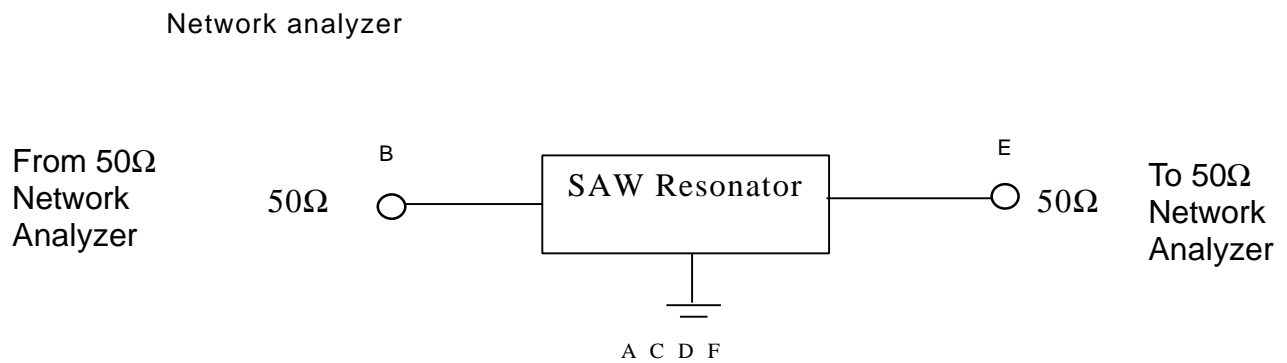 Network analyzer
From 50Ω
Network
Analyzer
50Ω
B
SAW Resonator
E
50Ω
To 50Ω
Network
Analyzer
A C D F